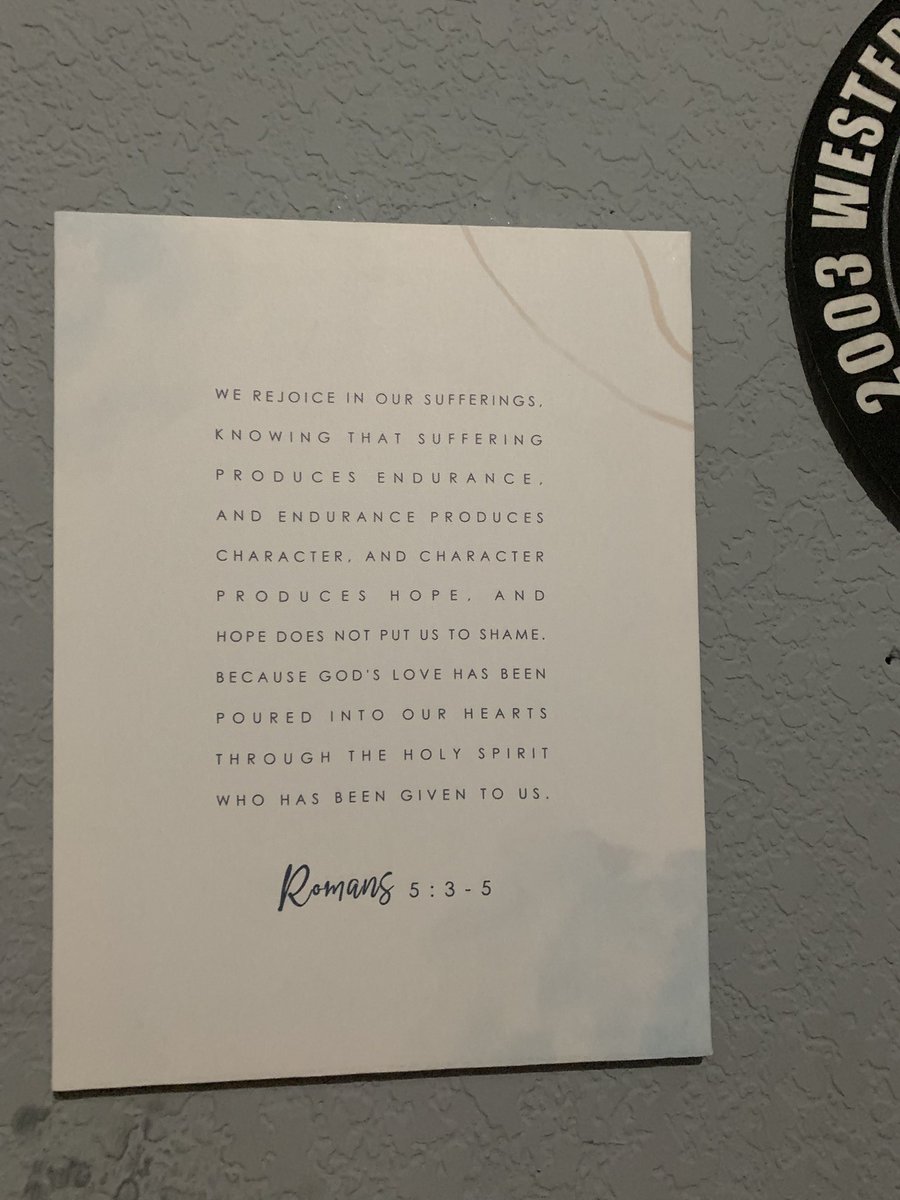 WE REJOICE IN OUR SUFFERINGS,
KNOWING THAT SUFFERING
PRODUCES ENDURANCE,
AND ENDURANCE PRODUCES
CHARACTER, AND CHARACTER
PRODUCES HOPE, AND
HOPE DOES NOT PUT US TO SHAME.
BECAUSE GOD'S LOVE HAS BEEN
POURED INTO OUR HEARTS
THROUGH THE HOLY SPIRIT
WHO HAS BEEN GIVEN TO US.
Romans 5:3-5
2003